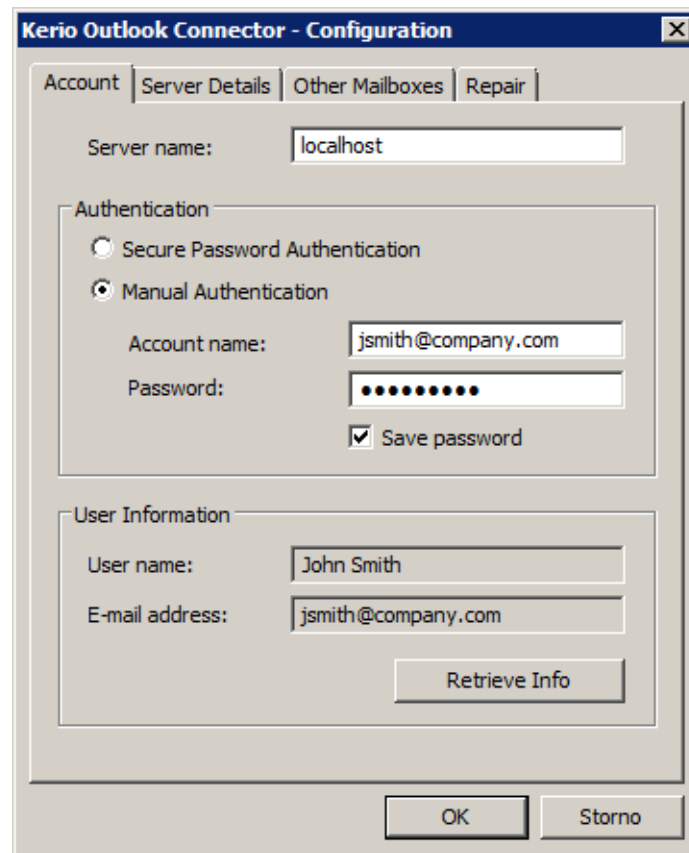 Kerio Outlook Connector - Configuration
Account Server Details Other Mailboxes Repair
Server name: localhost
Authentication
Secure Password Authentication
Manual Authentication
Account name: jsmith@company.com
Password: ●●●●●●●●●
Save password
User Information
User name: John Smith
E-mail address: jsmith@company.com
Retrieve Info
OK Storno